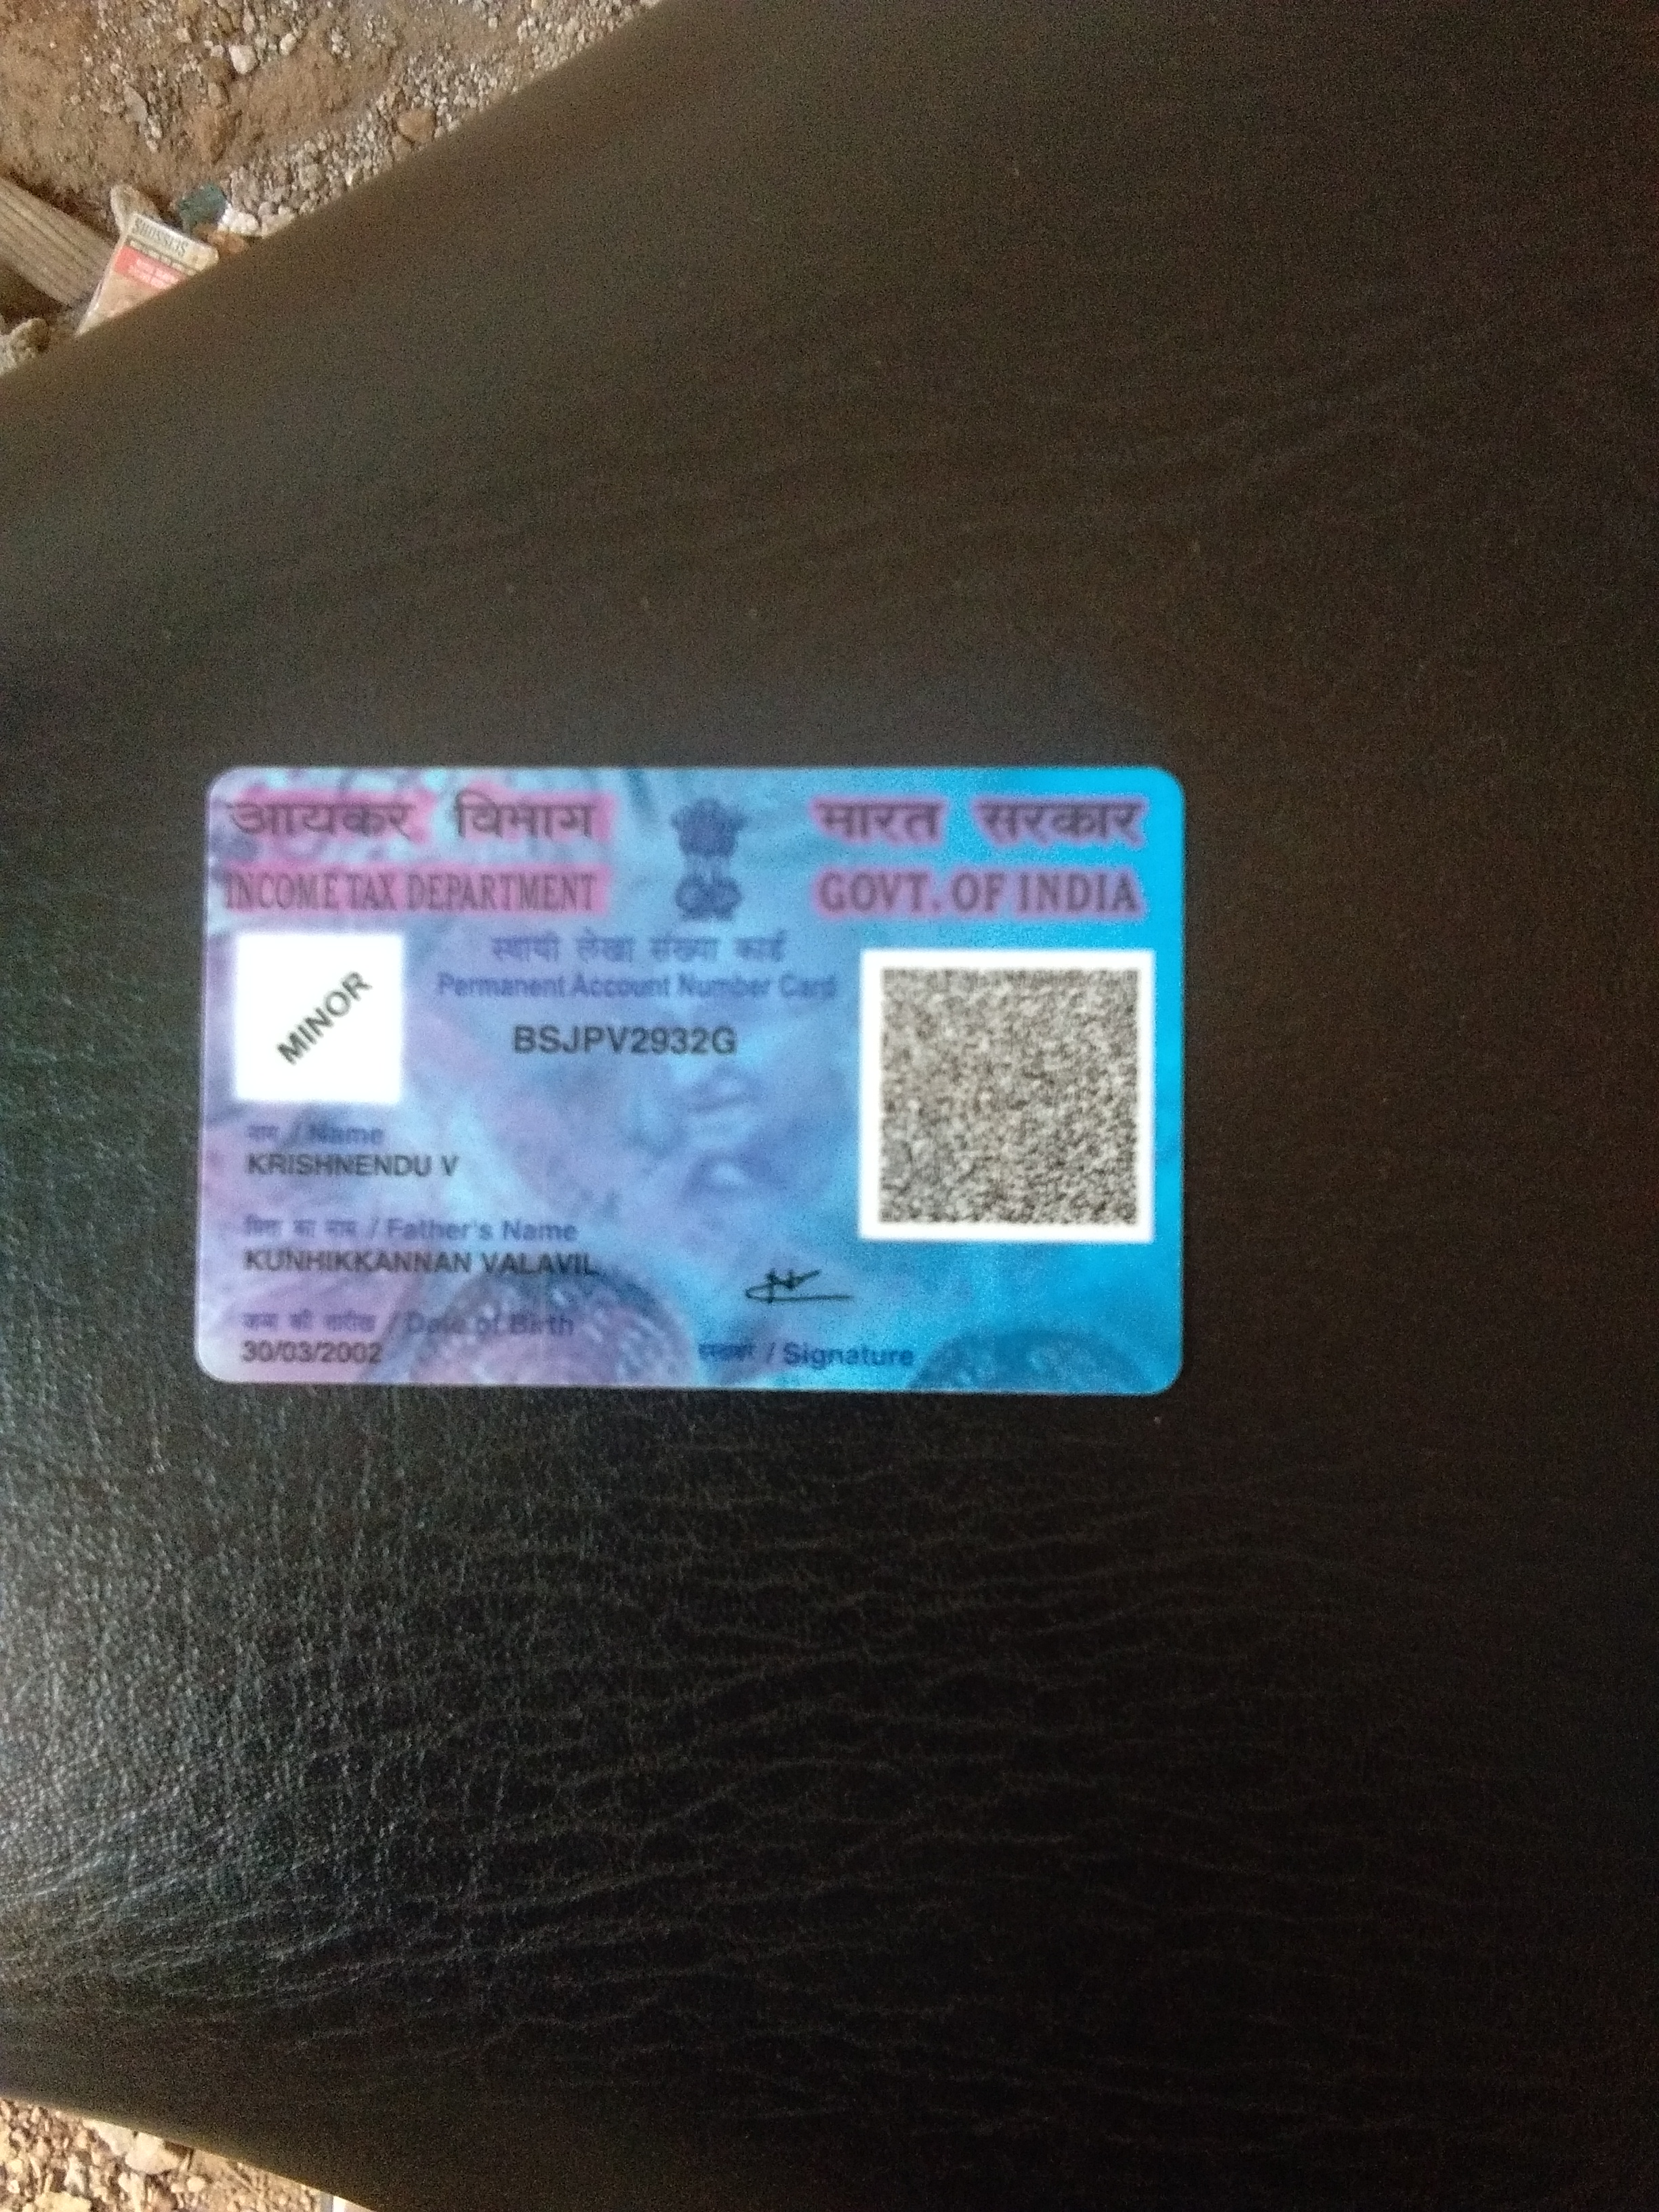 आयकर विभाग
INCOME TAX DEPARTMENT
भारत सरकार
GOVT. OF INDIA
स्थायी लेखा संख्या कार्ड
Permanent Account Number Card
BSJPV2932G
MINOR
नाम / Name
KRISHNENDU V
पिता का नाम / Father's Name
KUNHIKKANNAN VALAVIL
जन्म की तारीख / Date of Birth
30/03/2002
हस्ताक्षर / Signature
SENSORS